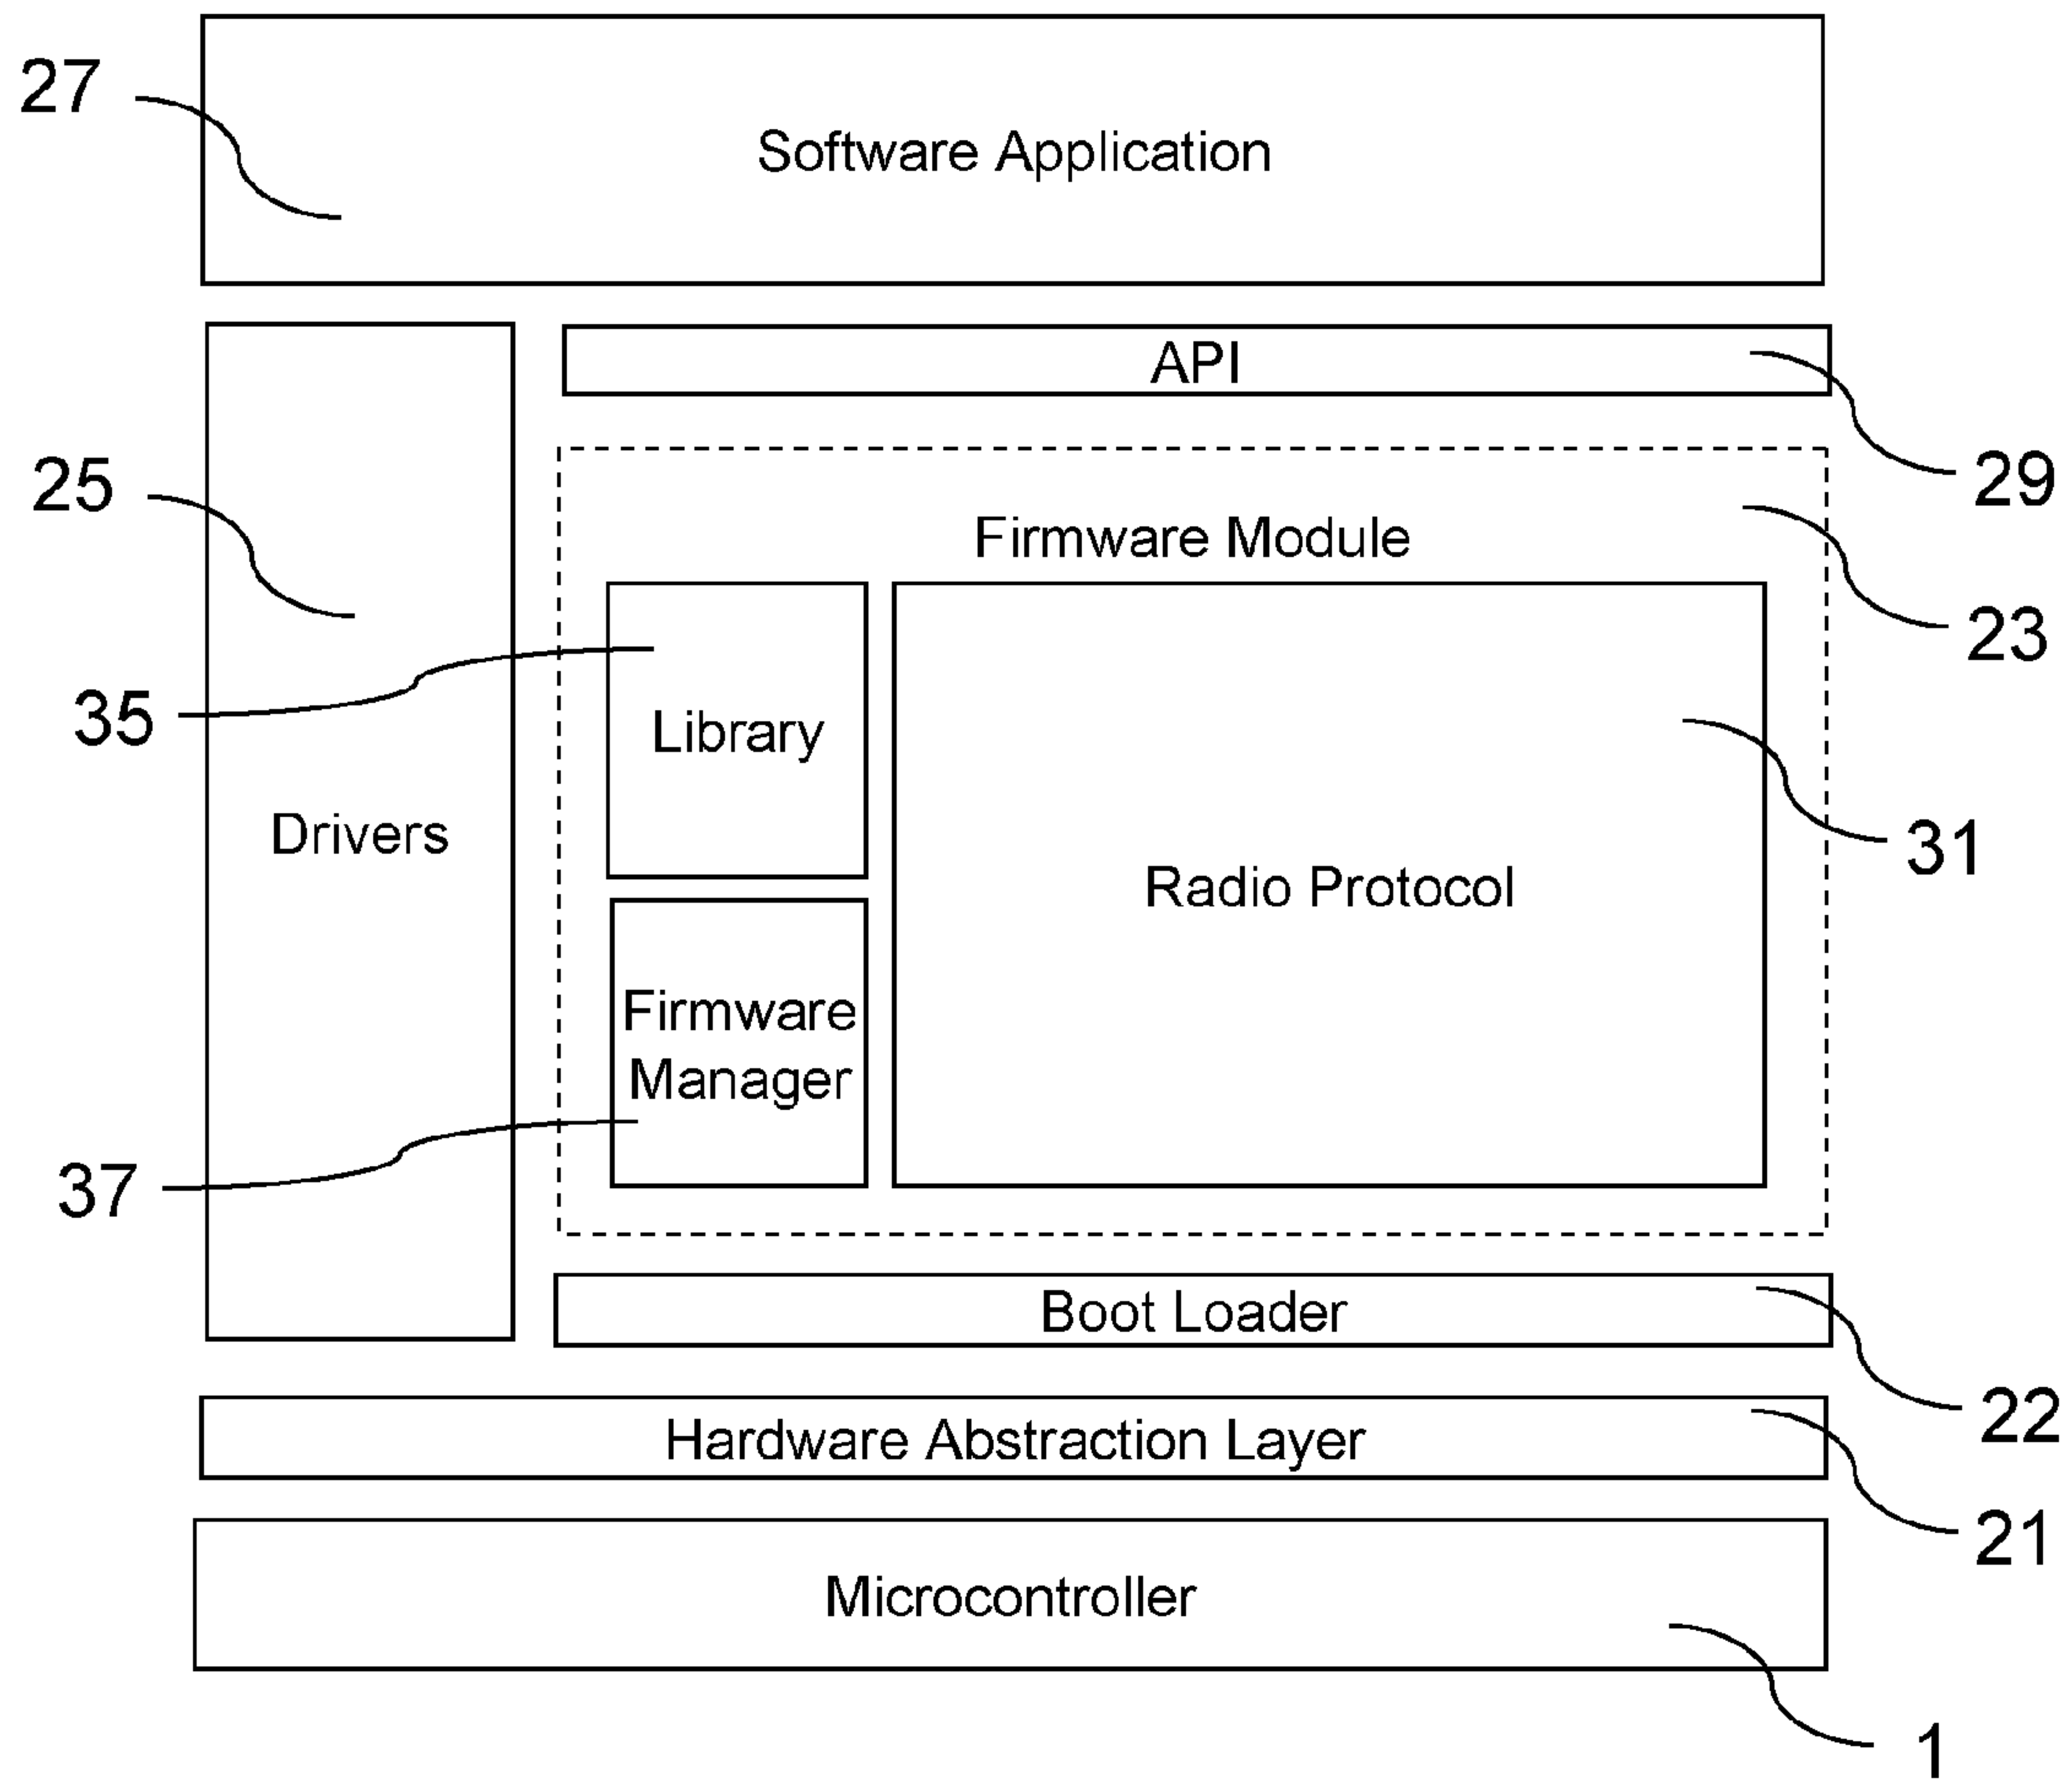 27
Software Application
API
29
25
Firmware Module
23
35
Library
Drivers
31
Radio Protocol
Firmware
Manager
37
Boot Loader
22
Hardware Abstraction Layer
21
Microcontroller
1